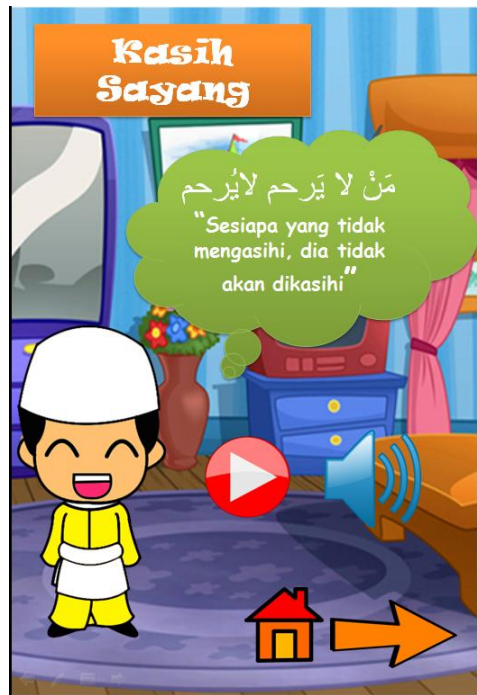 Kasih
Sayang
مَنْ لا يَرحم لايُرحم
"Sesiapa yang tidak
mengasihi, dia tidak
akan dikasihi"